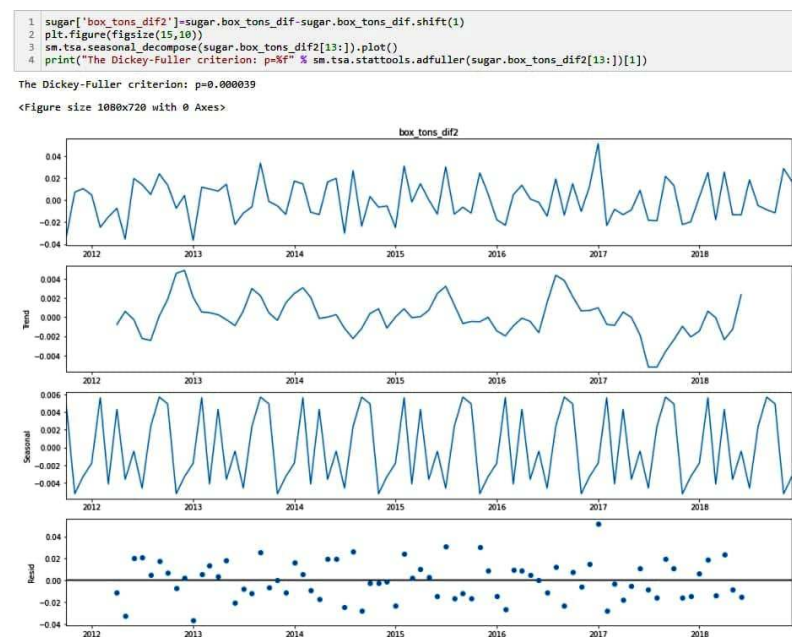 1 sugar['box_tons_dif2']=sugar.box_tons_dif-sugar.box_tons_dif.shift(1)
2 plt.figure(figsize(15,10))
3 sm.tsa.seasonal_decompose(sugar.box_tons_dif2[13:]).plot()
4 print("The Dickey-Fuller criterion: p=%f" % sm.tsa.stattools.adfuller(sugar.box_tons_dif2[13:])[1])
The Dickey-Fuller criterion: p=0.000039
<Figure size 1080x720 with 0 Axes>
box_tons_dif2
0.04
0.02
0.00
−0.02
−0.04
2012 2013 2014 2015 2016 2017 2018
Trend
0.004
0.002
0.000
−0.002
−0.004
2012 2013 2014 2015 2016 2017 2018
Seasonal
0.006
0.004
0.002
0.000
−0.002
−0.004
2012 2013 2014 2015 2016 2017 2018
Resid
0.04
0.02
0.00
−0.02
−0.04
2012 2013 2014 2015 2016 2017 2018